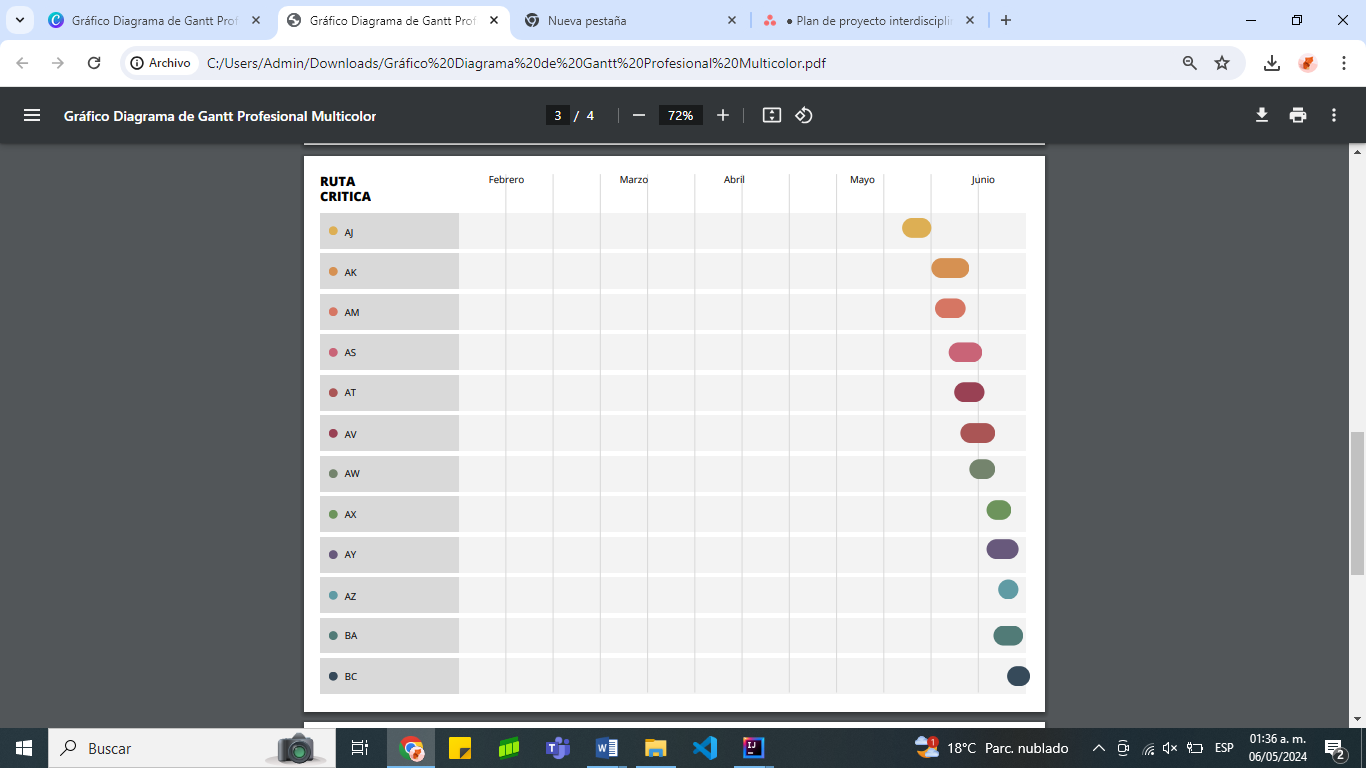 Gráfico Diagrama de Gantt Prof
Gráfico Diagrama de Gantt Prof
Nueva pestaña
● Plan de proyecto interdisciplin
Archivo
C:/Users/Admin/Downloads/Gráfico%20Diagrama%20de%20Gantt%20Profesional%20Multicolor.pdf
Gráfico Diagrama de Gantt Profesional Multicolor
3 / 4
72%
RUTA
CRITICA
Febrero Marzo Abril Mayo Junio
AJ
AK
AM
AS
AT
AV
AW
AX
AY
AZ
BA
BC
Buscar
1
18°C Parc. nublado
ESP
01:36 a. m.
06/05/2024
2